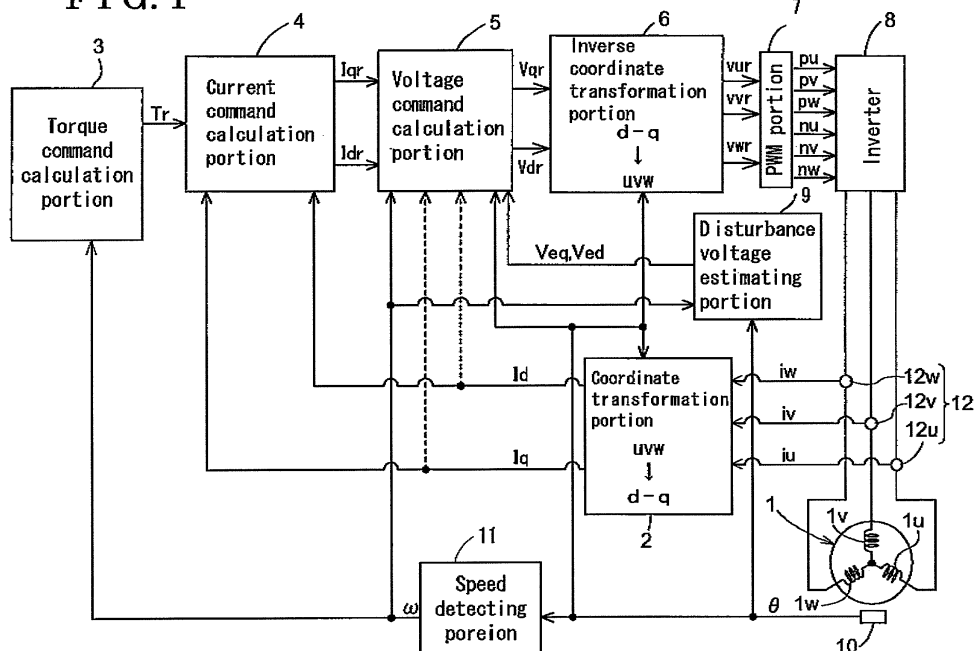 FIG. 1
3
4
5
6
7
8
Torque
command
calculation
portion
Tr
Current
command
calculation
portion
Iqr
Idr
Voltage
command
calculation
portion
Vqr
Vdr
Inverse
coordinate
transformation
portion
d-q
↓
uvw
vur
vvr
vwr
PWM portion
pu
pv
pw
nu
nv
nw
Inverter
9
Disturbance
voltage
estimating
portion
Veq,Ved
Id
Iq
Coordinate
transformation
portion
uvw
↓
d-q
2
iw
iv
iu
12w
12v
12u
12
1
1v
1u
1w
11
Speed
detecting
poreion
ω
θ
10